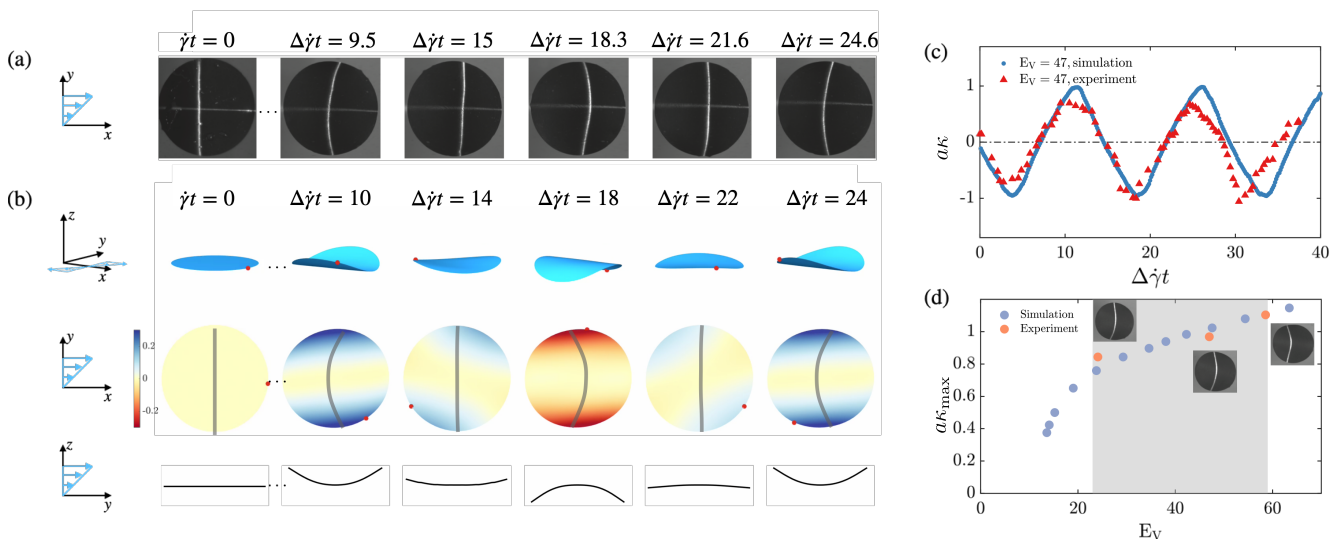 (a)
γ̇t = 0
Δγ̇t = 9.5
Δγ̇t = 15
Δγ̇t = 18.3
Δγ̇t = 21.6
Δγ̇t = 24.6
y
x
...
(b)
γ̇t = 0
Δγ̇t = 10
Δγ̇t = 14
Δγ̇t = 18
Δγ̇t = 22
Δγ̇t = 24
z
y
x
...
y
x
0.2
0
-0.2
...
z
y
...
(c)
E_V = 47, simulation
E_V = 47, experiment
aκ
1
0
-1
0
10
20
30
40
Δγ̇t
(d)
Simulation
Experiment
aκ_max
1.2
1
0.8
0.6
0.4
0.2
0
0
20
40
60
E_V